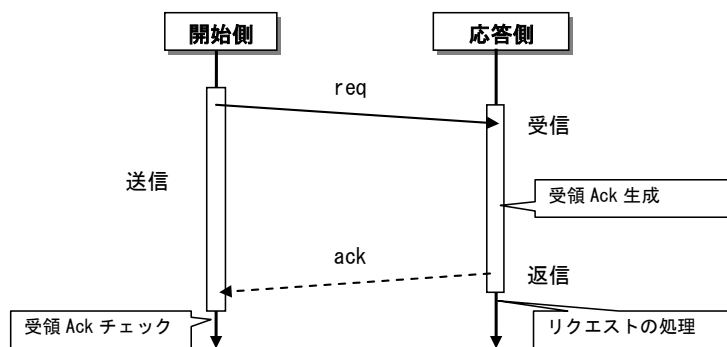 開始側
応答側
req
受信
送信
受領 Ack 生成
ack
返信
受領 Ack チェック
リクエストの処理